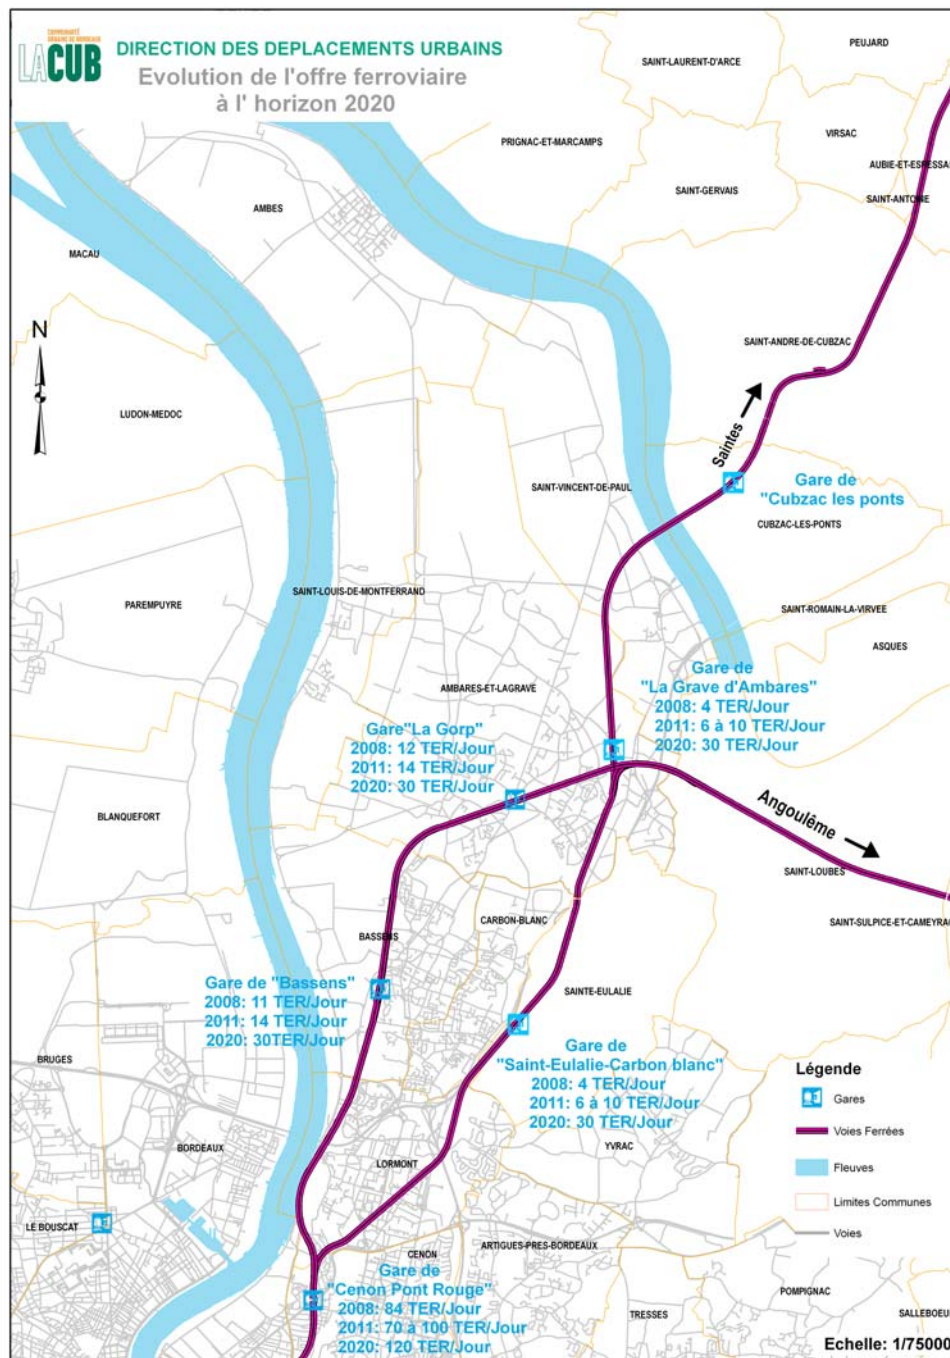 COMMUNAUTÉ
URBAINE DE BORDEAUX
LACUB
DIRECTION DES DEPLACEMENTS URBAINS
Evolution de l'offre ferroviaire
à l' horizon 2020
PEUJARD
SAINT-LAURENT-D'ARCE
VIRSAC
PRIGNAC-ET-MARCAMPS
AUBIE-ET-ESPESSAS
SAINT-GERVAIS
SAINT-ANTOINE
AMBES
MACAU
N
SAINT-ANDRE-DE-CUBZAC
LUDON-MEDOC
Saintes
SAINT-VINCENT-DE-PAUL
Gare de
"Cubzac les ponts
CUBZAC-LES-PONTS
SAINT-LOUIS-DE-MONTFERRAND
PAREMPUYRE
SAINT-ROMAIN-LA-VIRVEE
ASQUES
AMBARES-ET-LAGRAVE
Gare de
"La Grave d'Ambares"
2008: 4 TER/Jour
2011: 6 à 10 TER/Jour
2020: 30 TER/Jour
Gare"La Gorp"
2008: 12 TER/Jour
2011: 14 TER/Jour
2020: 30 TER/Jour
Angoulême
BLANQUEFORT
SAINT-LOUBES
SAINT-SULPICE-ET-CAMEYRAC
CARBON-BLANC
BASSENS
Gare de "Bassens"
2008: 11 TER/Jour
2011: 14 TER/Jour
2020: 30TER/Jour
SAINTE-EULALIE
Gare de
"Saint-Eulalie-Carbon blanc"
2008: 4 TER/Jour
2011: 6 à 10 TER/Jour
2020: 30 TER/Jour
BRUGES
BORDEAUX
YVRAC
LORMONT
LE BOUSCAT
ARTIGUES-PRES-BORDEAUX
CENON
Gare de
"Cenon Pont Rouge"
2008: 84 TER/Jour
2011: 70 à 100 TER/Jour
2020: 120 TER/Jour
POMPIGNAC
TRESSES
SALLEBOEUF
Légende
Gares
Voies Ferrées
Fleuves
Limites Communes
Voies
Echelle: 1/75000